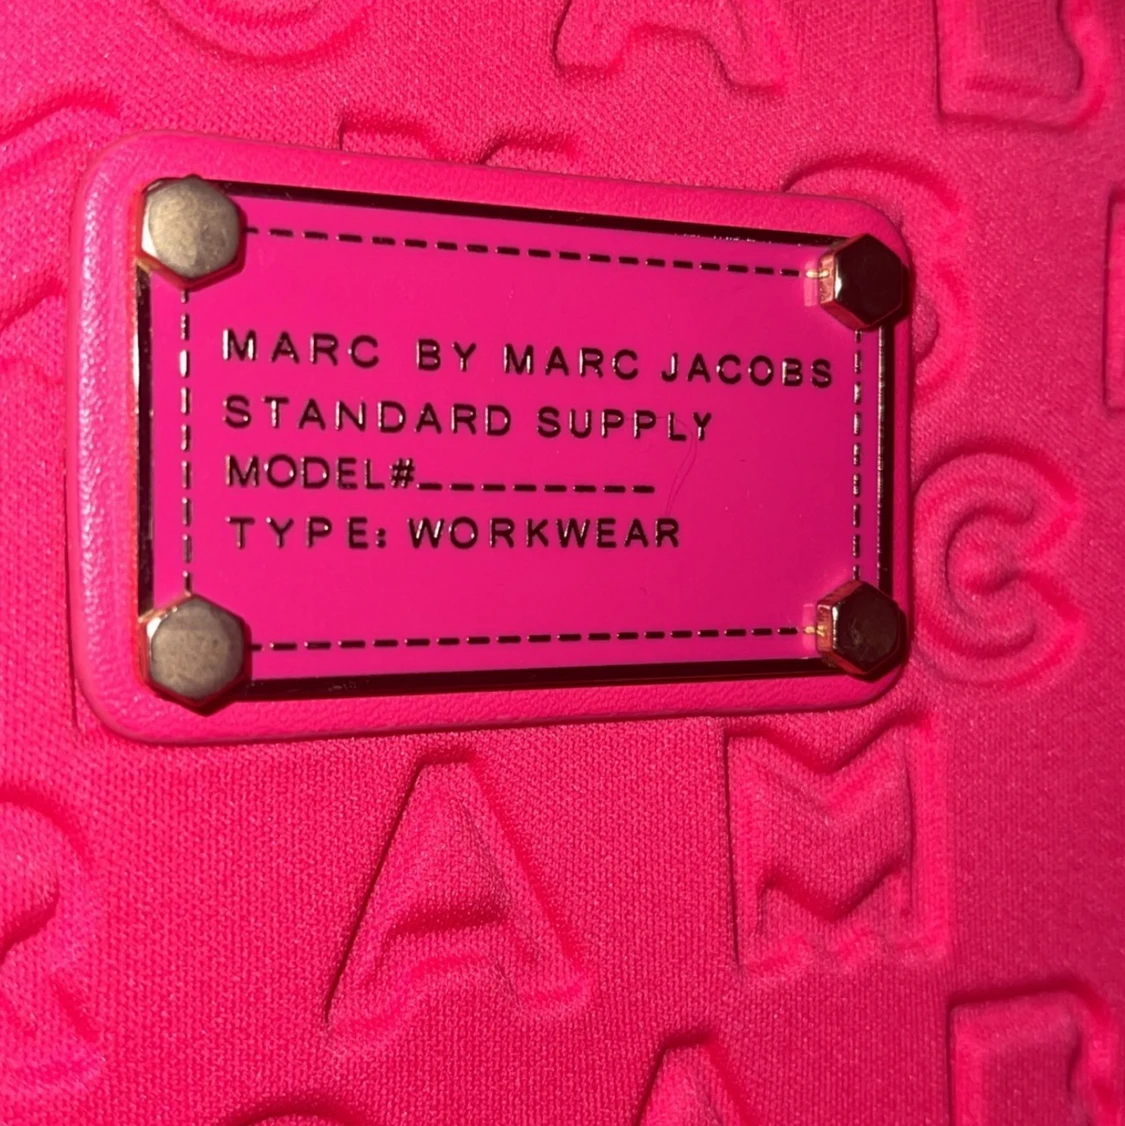 MARC BY MARC JACOBS
STANDARD SUPPLY
MODEL#________
TYPE: WORKWEAR
C
A M